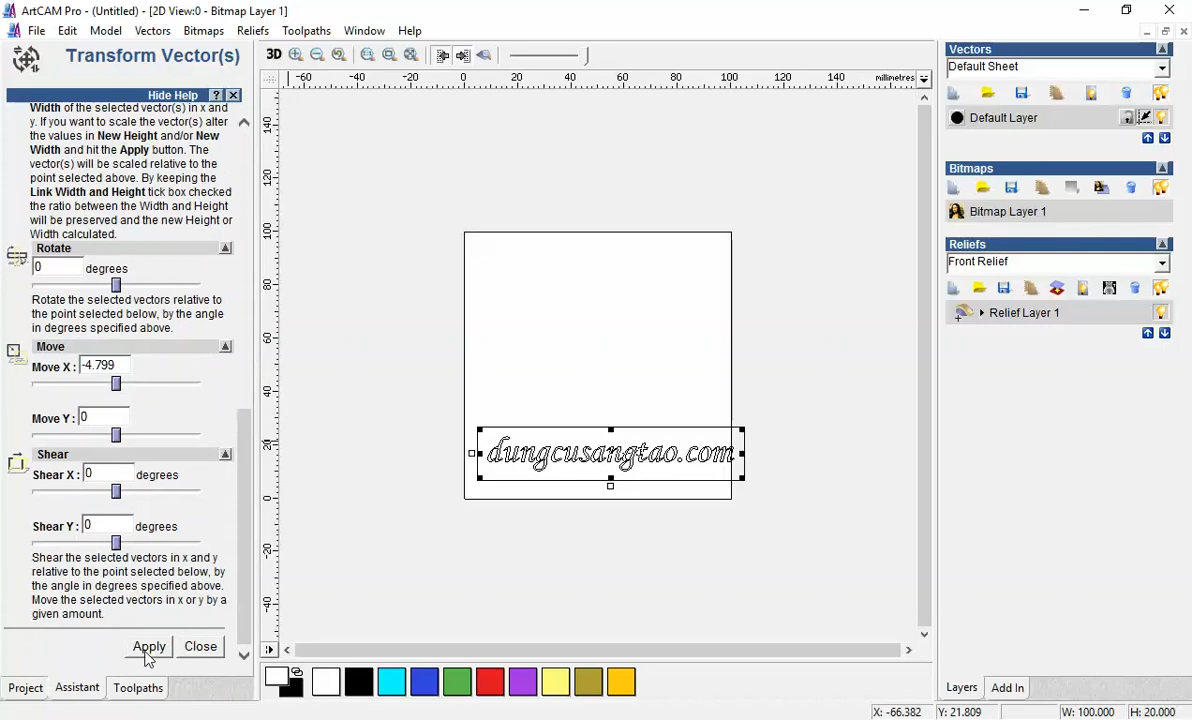 ArtCAM Pro - (Untitled) - [2D View:0 - Bitmap Layer 1]
File Edit Model Vectors Bitmaps Reliefs Toolpaths Window Help
Transform Vector(s)
Hide Help ?
Width of the selected vector(s) in x and
y. If you want to scale the vector(s) alter
the values in New Height and/or New
Width and hit the Apply button. The
vector(s) will be scaled relative to the
point selected above. By keeping the
Link Width and Height tick box checked
the ratio between the Width and Height
will be preserved and the new Height or
Width calculated.
Rotate
0 degrees
Rotate the selected vectors relative to
the point selected below, by the angle
in degrees specified above.
Move
Move X : -4.799
Move Y : 0
Shear
Shear X : 0 degrees
Shear Y : 0 degrees
Shear the selected vectors in x and y
relative to the point selected below, by
the angle in degrees specified above.
Move the selected vectors in x or y by a
given amount.
Apply Close
Project Assistant Toolpaths
3D
-60 -40 -20 0 20 40 60 80 100 120 140 millimetres
140
120
100
80
60
40
20
0
-20
-40
dungcusangtao.com
Vectors
Default Sheet
Default Layer
Bitmaps
Bitmap Layer 1
Reliefs
Front Relief
Relief Layer 1
Layers Add In
X: -66.382 Y: 21.809 W: 100.000 H: 20.000